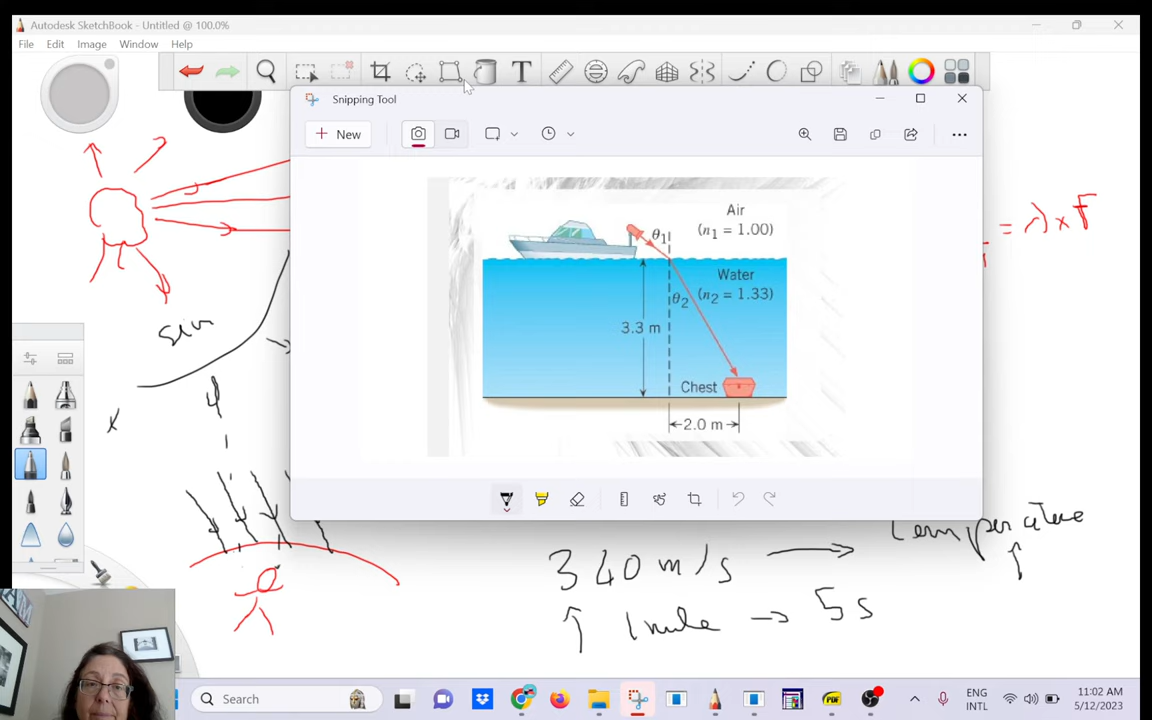 Autodesk SketchBook - Untitled @ 100.0%
File Edit Image Window Help
T
Snipping Tool
New
Air
(n1 = 1.00)
θ1
Water
(n2 = 1.33)
θ2
3.3 m
Chest
2.0 m
= λ x F
sin
x
340 m/s → Temperature ↑
↑ 1 mile → 5s
Search
ENG
INTL
11:02 AM
5/12/2023